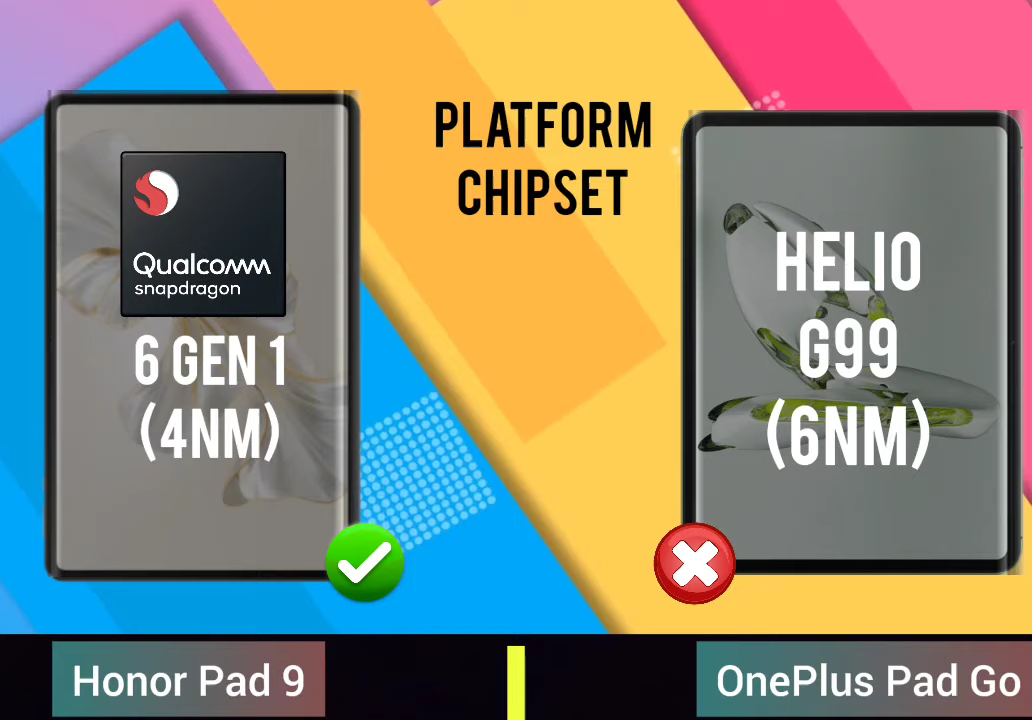 PLATFORM
CHIPSET
Qualcomm
snapdragon
6 GEN 1
(4NM)
HELIO
G99
(6NM)
Honor Pad 9
OnePlus Pad Go